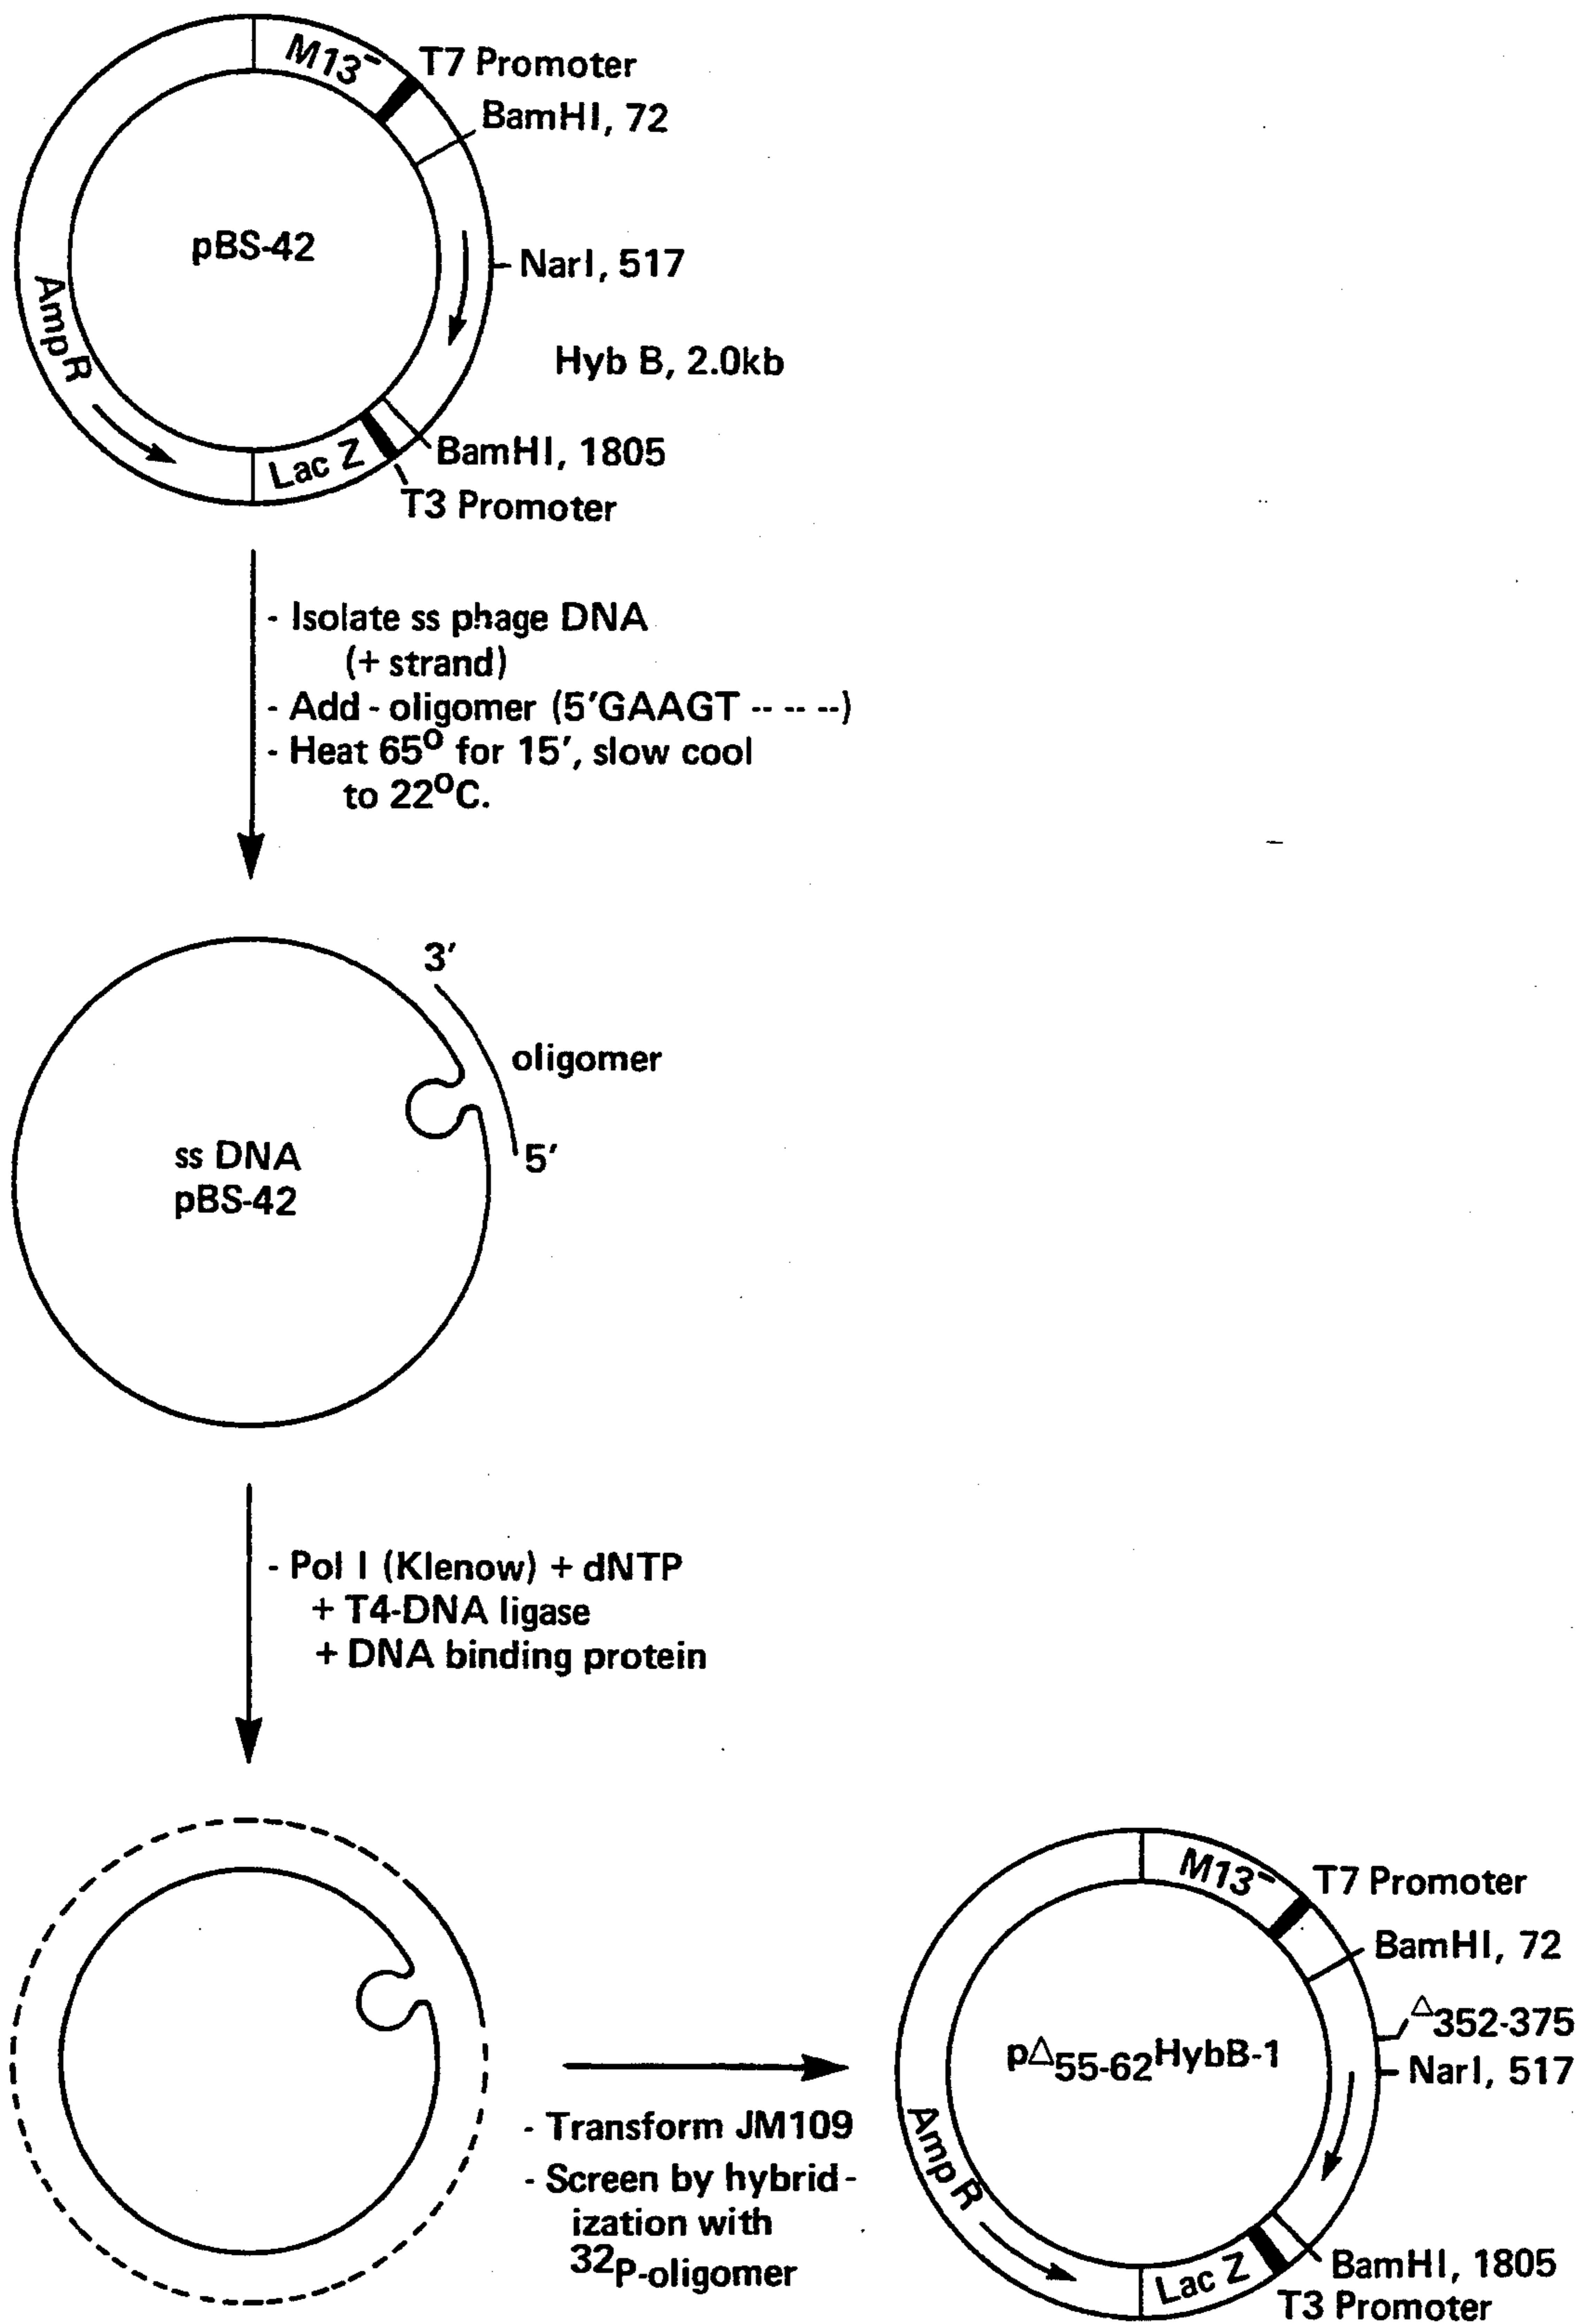 M13⁻
T7 Promoter
BamHI, 72
pBS-42
NarI, 517
Hyb B, 2.0kb
AmpR
BamHI, 1805
Lac Z
T3 Promoter
- Isolate ss phage DNA
(+ strand)
- Add - oligomer (5'GAAGT -- -- --)
- Heat 65⁰ for 15', slow cool
to 22⁰C.
3'
oligomer
5'
ss DNA
pBS-42
- Pol I (Klenow) + dNTP
+ T4-DNA ligase
+ DNA binding protein
- Transform JM109
- Screen by hybrid-
ization with
³²P-oligomer
M13⁻
T7 Promoter
BamHI, 72
Δ352-375
pΔ55-62HybB-1
NarI, 517
AmpR
BamHI, 1805
Lac Z
T3 Promoter